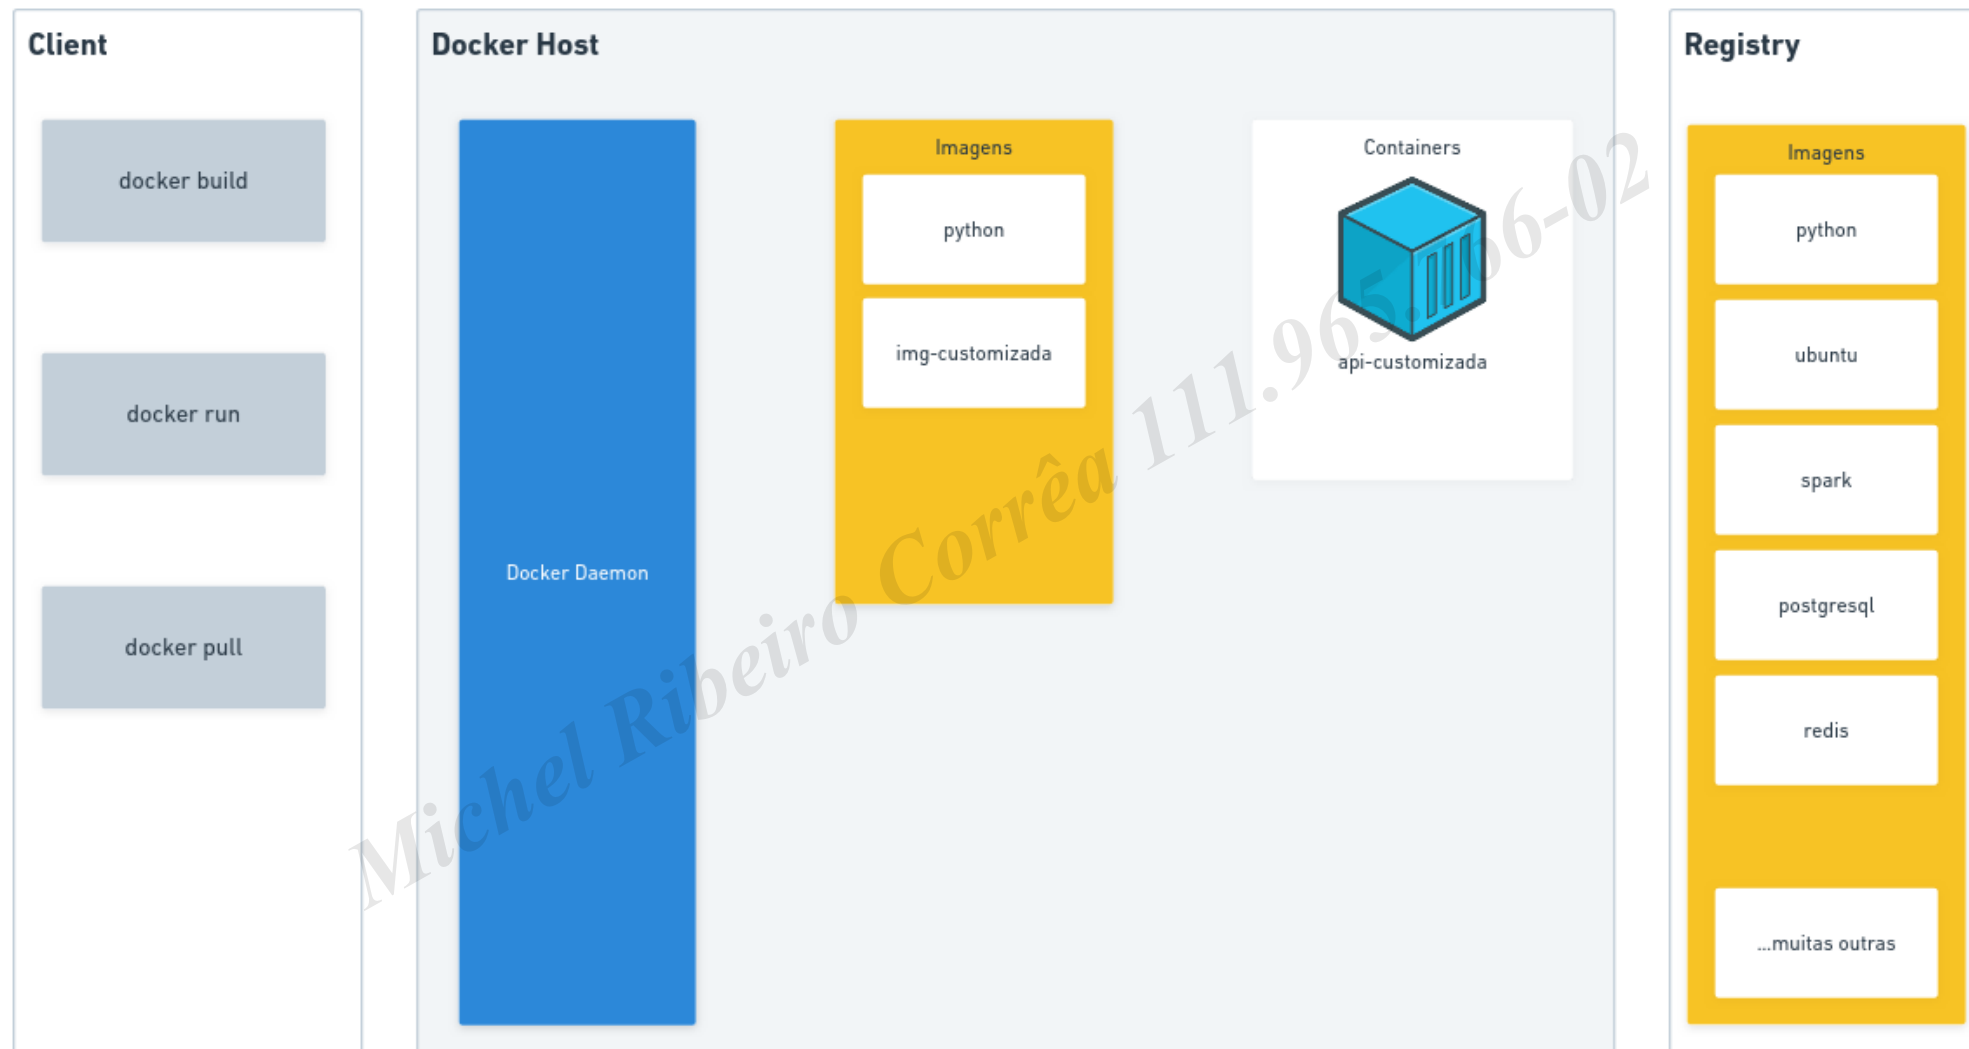 Client
docker build
docker run
docker pull
Docker Host
Docker Daemon
Imagens
python
img-customizada
Containers
api-customizada
Registry
Imagens
python
ubuntu
spark
postgresql
redis
...muitas outras
Michel Ribeiro Corrêa 111.965.766-02